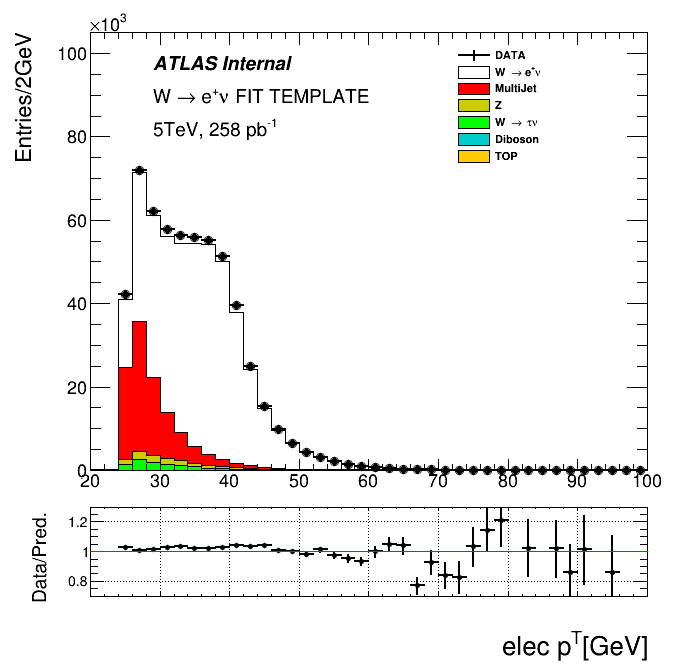 ×10³
Entries/2GeV
100
80
60
40
20
0
ATLAS Internal
W → e⁺ν FIT TEMPLATE
5TeV, 258 pb⁻¹
DATA
W → e⁺ν
MultiJet
Z
W → τν
Diboson
TOP
20 30 40 50 60 70 80 90 100
Data/Pred.
1.2
1
0.8
elec pᵀ[GeV]